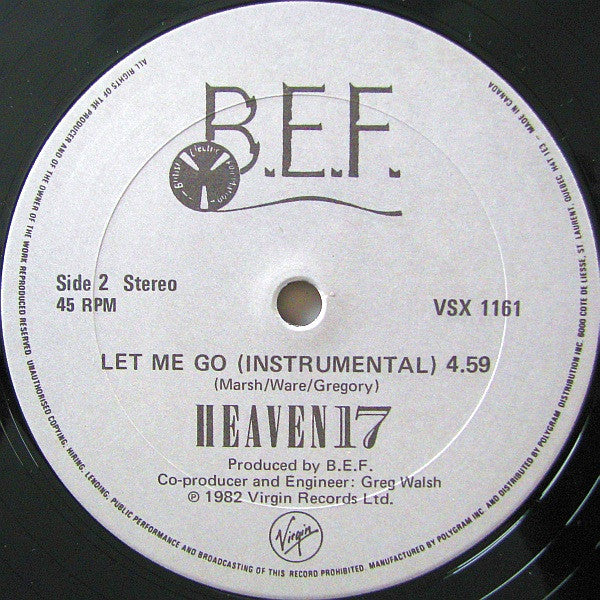 B.E.F.
British Electric Foundation
Side 2 Stereo
45 RPM
VSX 1161
LET ME GO (INSTRUMENTAL) 4.59
(Marsh/Ware/Gregory)
HEAVEN 17
Produced by B.E.F.
Co-producer and Engineer: Greg Walsh
℗ 1982 Virgin Records Ltd.
Virgin
ALL RIGHTS OF THE PRODUCER AND OF THE OWNER OF THE WORK REPRODUCED RESERVED. UNAUTHORISED COPYING, HIRING, LENDING, PUBLIC PERFORMANCE AND BROADCASTING OF THIS RECORD PROHIBITED. MANUFACTURED BY POLYGRAM INC. AND DISTRIBUTED BY POLYGRAM DISTRIBUTION INC. 6000 COTE DE LIESSE, ST. LAURENT, QUEBEC H4T 1E3 – MADE IN CANADA